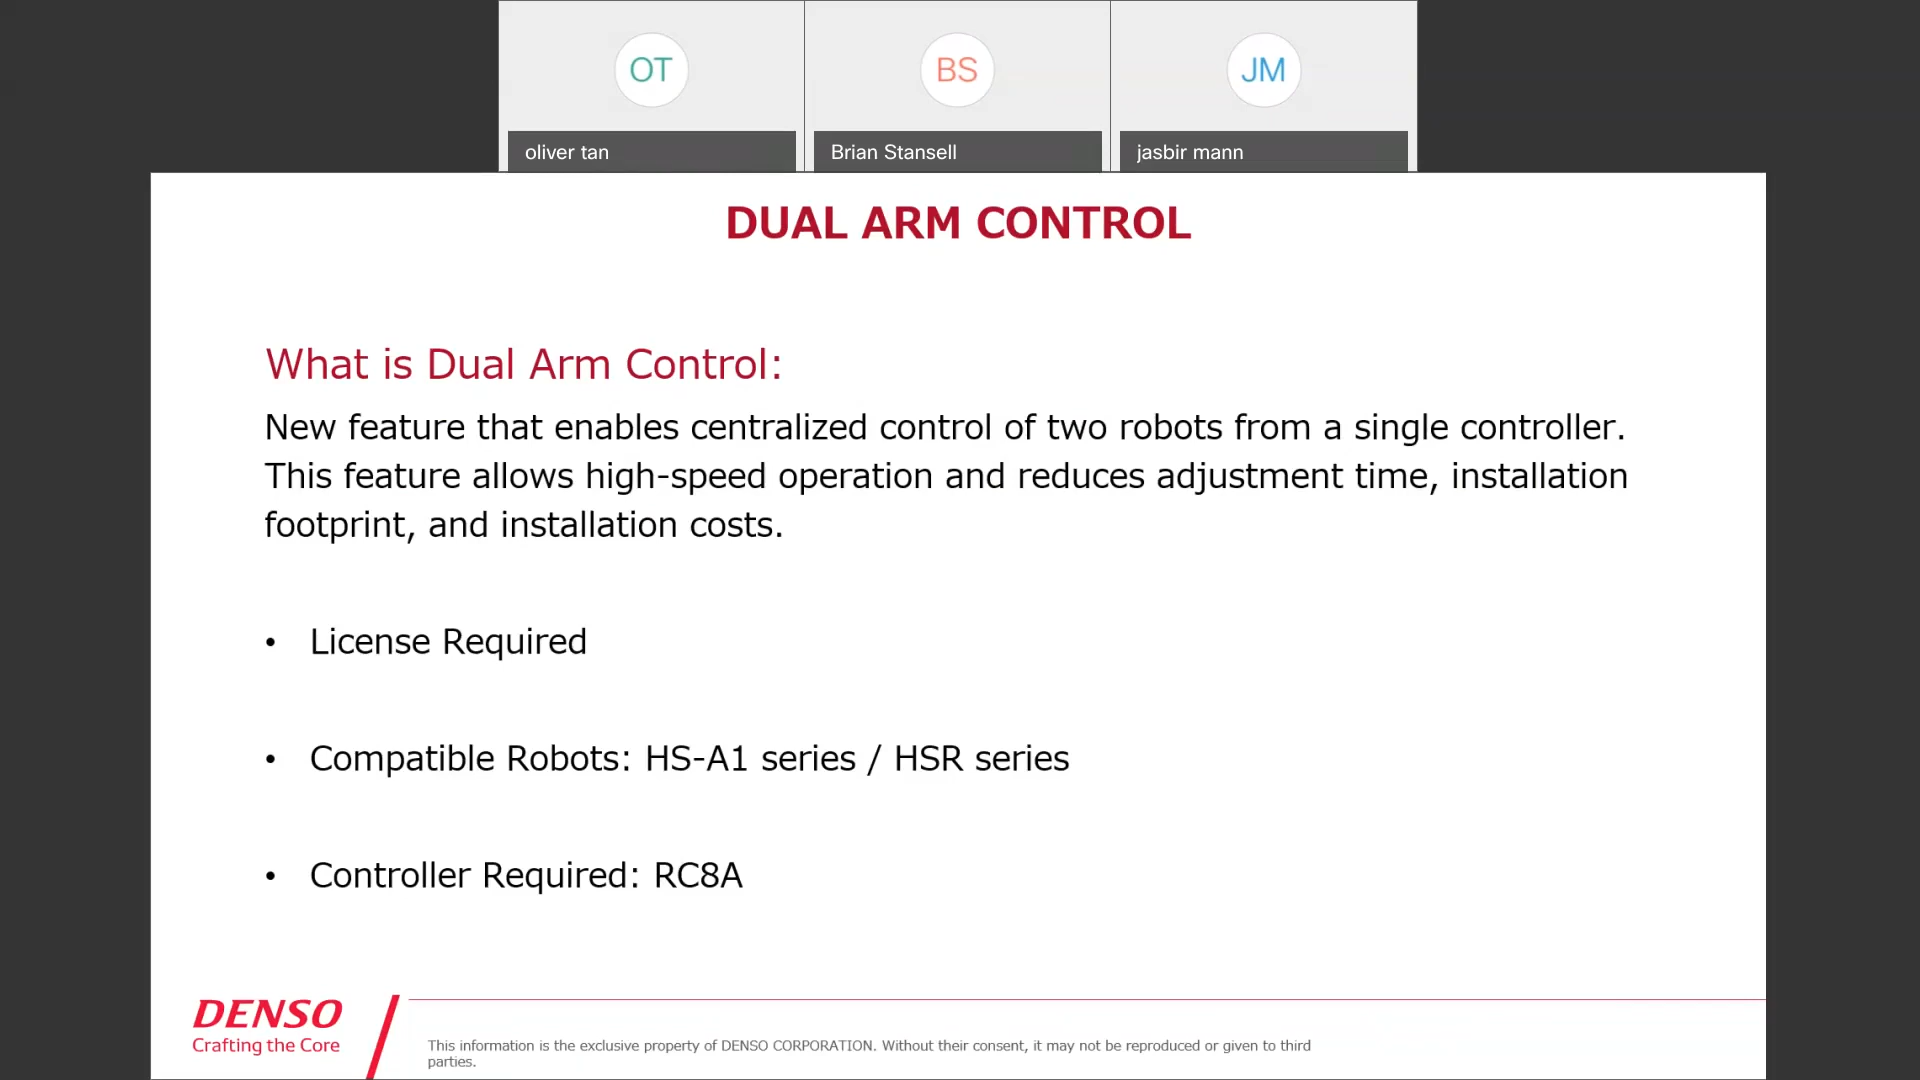 OT
BS
JM
oliver tan
Brian Stansell
jasbir mann
DUAL ARM CONTROL
What is Dual Arm Control:
New feature that enables centralized control of two robots from a single controller.
This feature allows high-speed operation and reduces adjustment time, installation
footprint, and installation costs.
• License Required
• Compatible Robots: HS-A1 series / HSR series
• Controller Required: RC8A
DENSO
Crafting the Core
This information is the exclusive property of DENSO CORPORATION. Without their consent, it may not be reproduced or given to third
parties.